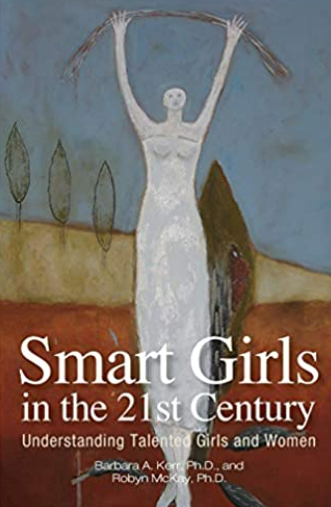 Smart Girls
in the 21st Century
Understanding Talented Girls and Women
Barbara A. Kerr, Ph.D., and
Robyn McKay, Ph.D.